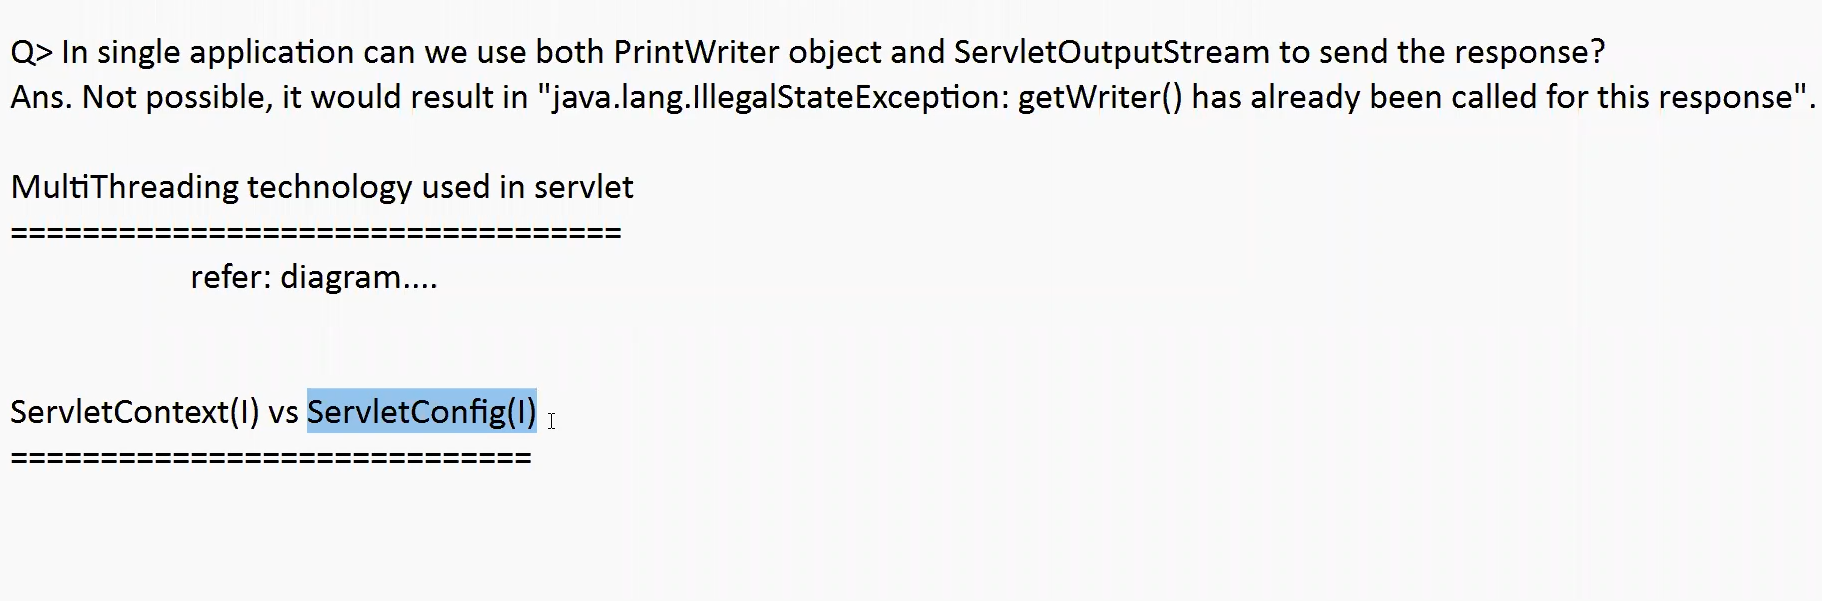 Q> In single application can we use both PrintWriter object and ServletOutputStream to send the response?
Ans. Not possible, it would result in "java.lang.IllegalStateException: getWriter() has already been called for this response".
MultiThreading technology used in servlet
==================================
refer: diagram....
ServletContext(I) vs ServletConfig(I)
=============================